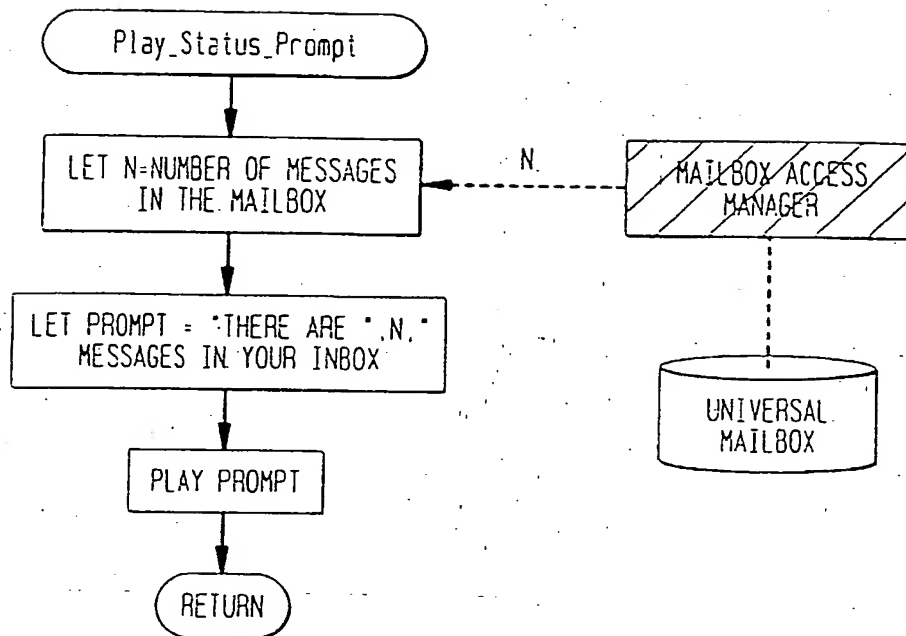 Play_Status_Prompt
LET N=NUMBER OF MESSAGES
IN THE MAILBOX
N
MAILBOX ACCESS
MANAGER
LET PROMPT = "THERE ARE ",N,"
MESSAGES IN YOUR INBOX
UNIVERSAL
MAILBOX
PLAY PROMPT
RETURN